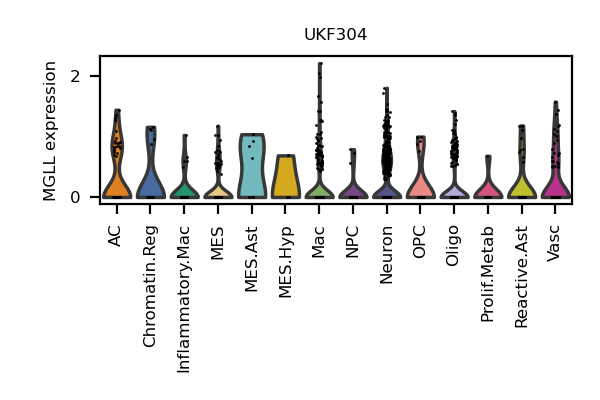 UKF304
MGLL expression
2
0
AC
Chromatin.Reg
Inflammatory.Mac
MES
MES.Ast
MES.Hyp
Mac
NPC
Neuron
OPC
Oligo
Prolif.Metab
Reactive.Ast
Vasc